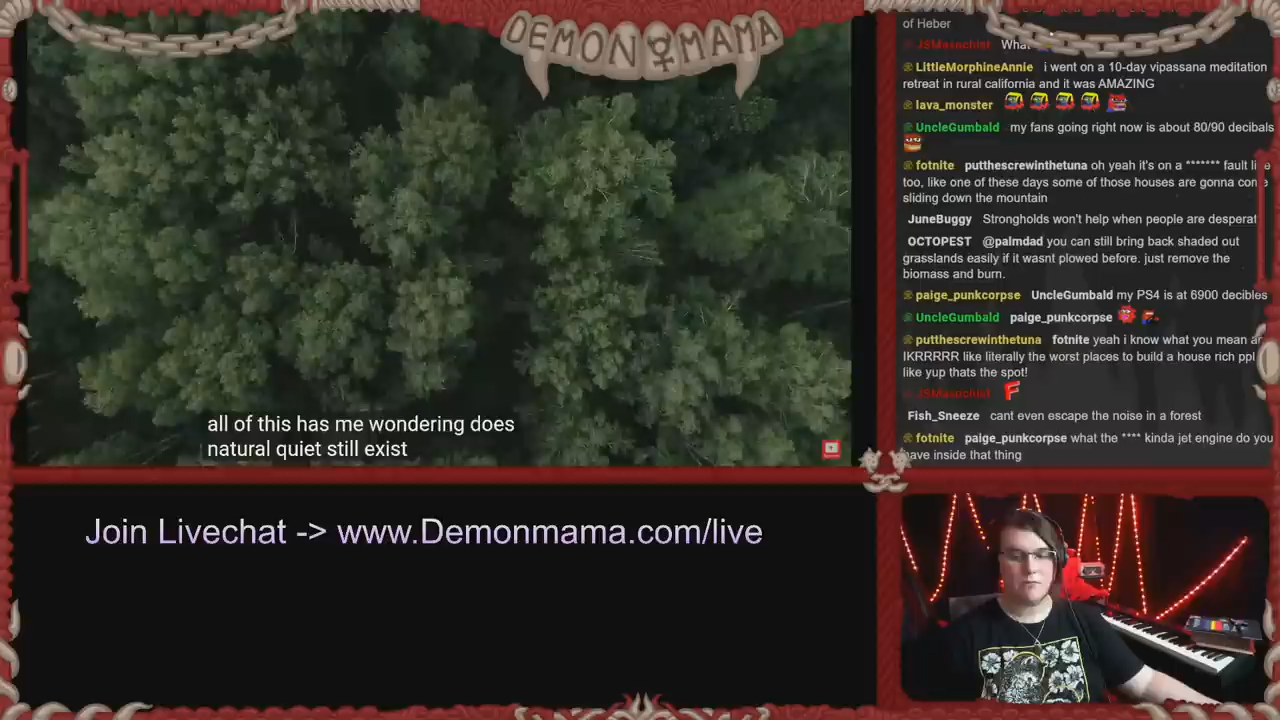 DEMON MAMA
all of this has me wondering does
natural quiet still exist
of Heber
JSMasochist What
LittleMorphineAnnie i went on a 10-day vipassana meditation
retreat in rural california and it was AMAZING
lava_monster
UncleGumbald my fans going right now is about 80/90 decibals
fotnite putthescrewinthetuna oh yeah it's on a ******* fault line
too, like one of these days some of those houses are gonna come
sliding down the mountain
JuneBuggy Strongholds won't help when people are desperat
OCTOPEST @palmdad you can still bring back shaded out
grasslands easily if it wasnt plowed before. just remove the
biomass and burn.
paige_punkcorpse UncleGumbald my PS4 is at 6900 decibles
UncleGumbald paige_punkcorpse
putthescrewinthetuna fotnite yeah i know what you mean an
IKRRRRR like literally the worst places to build a house rich ppl
like yup thats the spot!
JSMasochist F
Fish_Sneeze cant even escape the noise in a forest
fotnite paige_punkcorpse what the **** kinda jet engine do you
have inside that thing
Join Livechat -> www.Demonmama.com/live